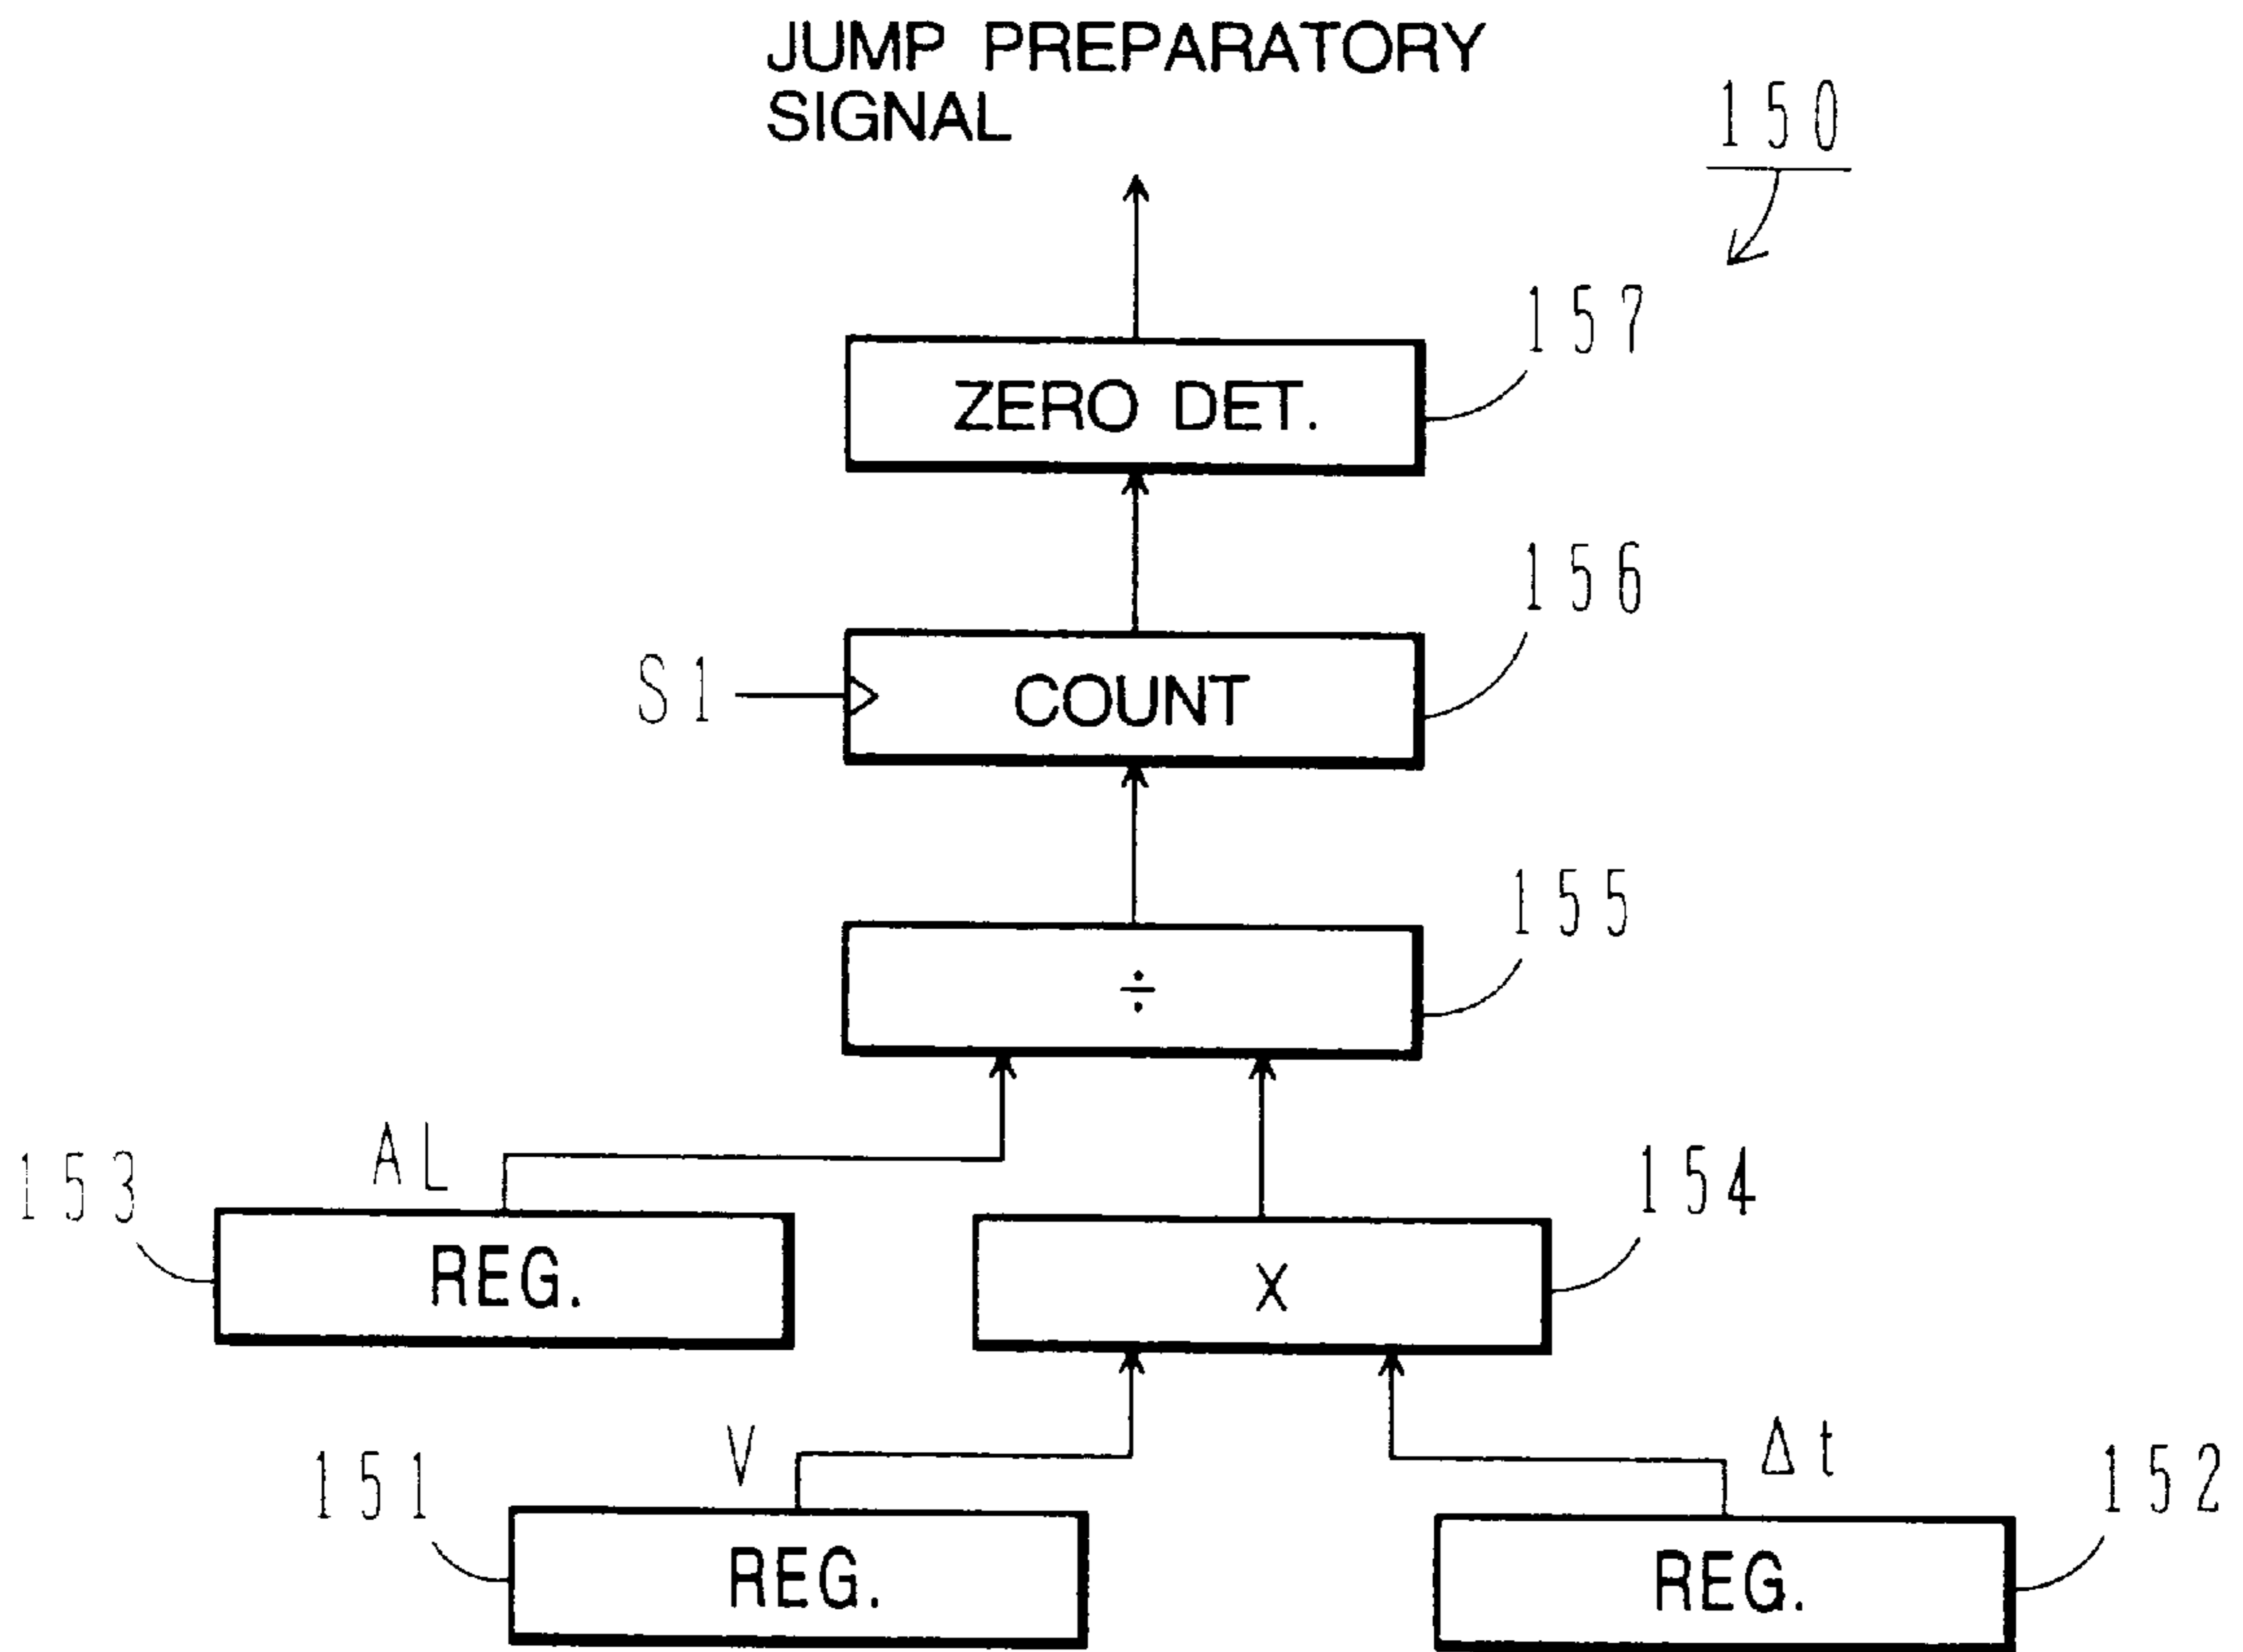 JUMP PREPARATORY
SIGNAL
150
157
ZERO DET.
156
S1
COUNT
155
÷
AL
153
154
REG.
X
V
Δt
151
152
REG.
REG.